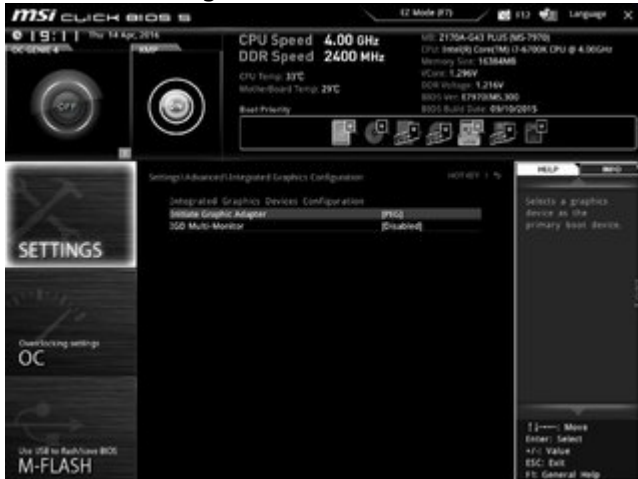 msi CLICK BIOS 5
EZ Mode (F7)
F12
Language
X
19:11 Thu 14 Apr, 2016
OC GENIE 4
XMP
CPU Speed 4.00 GHz
DDR Speed 2400 MHz
CPU Temp: 33°C
MotherBoard Temp: 29°C
MB: Z170A-G43 PLUS (MS-7970)
CPU: Intel(R) Core(TM) i7-6700K CPU @ 4.00GHz
Memory Size: 16384MB
VCore: 1.296V
DDR Voltage: 1.216V
BIOS Ver: E7970IMS.300
BIOS Build Date: 09/10/2015
Boot Priority
OFF
Settings\Advanced\Integrated Graphics Configuration
HOT KEY
HELP
INFO
Integrated Graphics Devices Configuration
Initiate Graphic Adapter [PEG]
IGD Multi-Monitor [Disabled]
Selects a graphics
device as the
primary boot device.
SETTINGS
Overclocking settings
OC
Use USB to flash/save BIOS
M-FLASH
: Move
Enter: Select
+/-: Value
ESC: Exit
F1: General Help